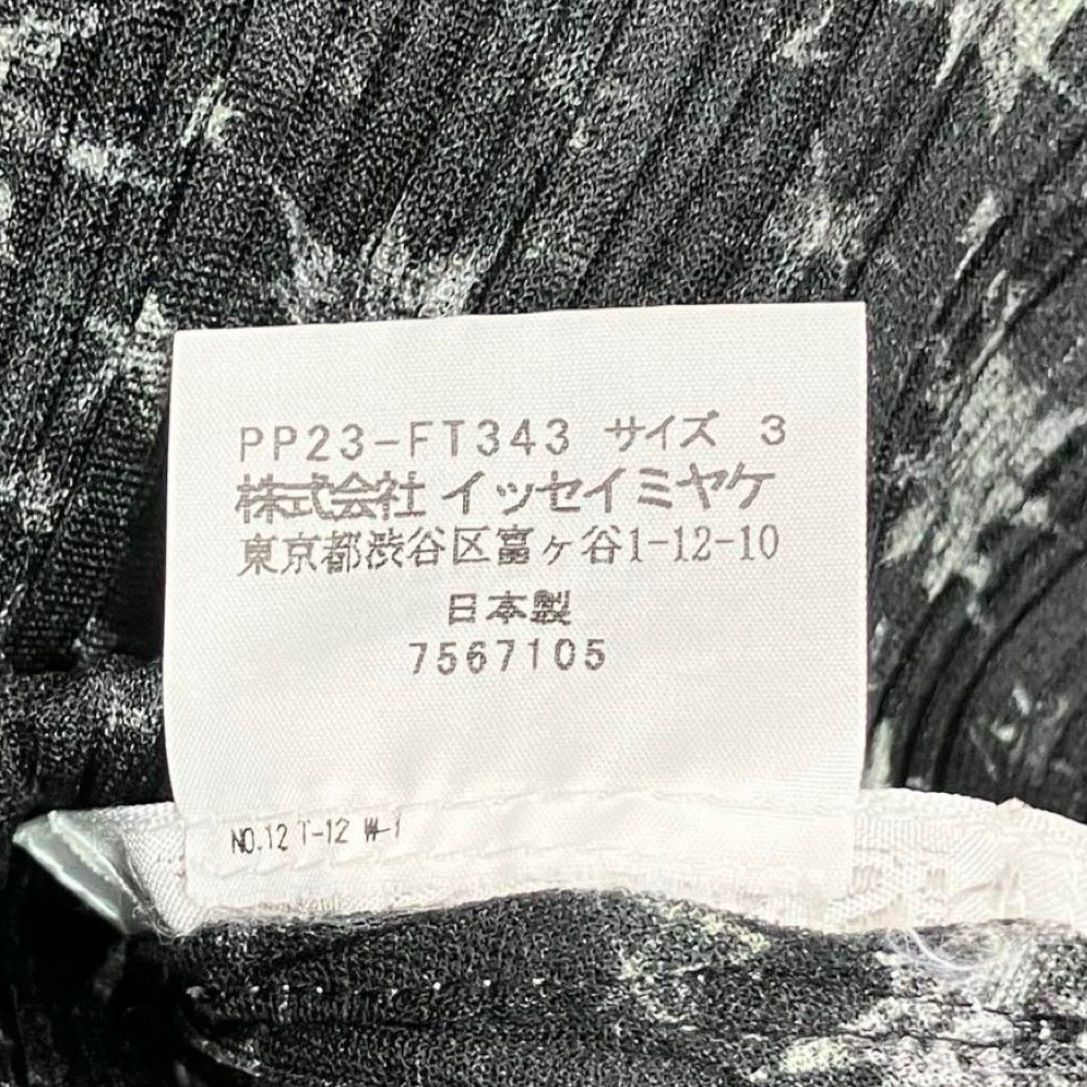 PP23-FT343 サイズ 3
株式会社 イッセイミヤケ
東京都渋谷区富ヶ谷1-12-10
日本製
7567105
NO.12 T-12 W-1